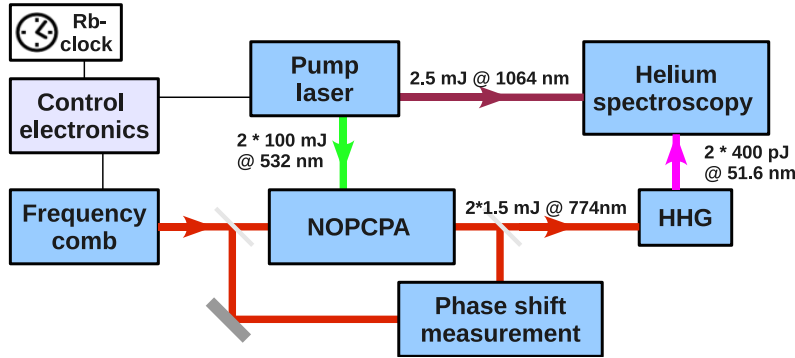 Rb-
clock
Control
electronics
Pump
laser
2.5 mJ @ 1064 nm
Helium
spectroscopy
2 * 100 mJ
@ 532 nm
2 * 400 pJ
@ 51.6 nm
Frequency
comb
NOPCPA
2*1.5 mJ @ 774nm
HHG
Phase shift
measurement